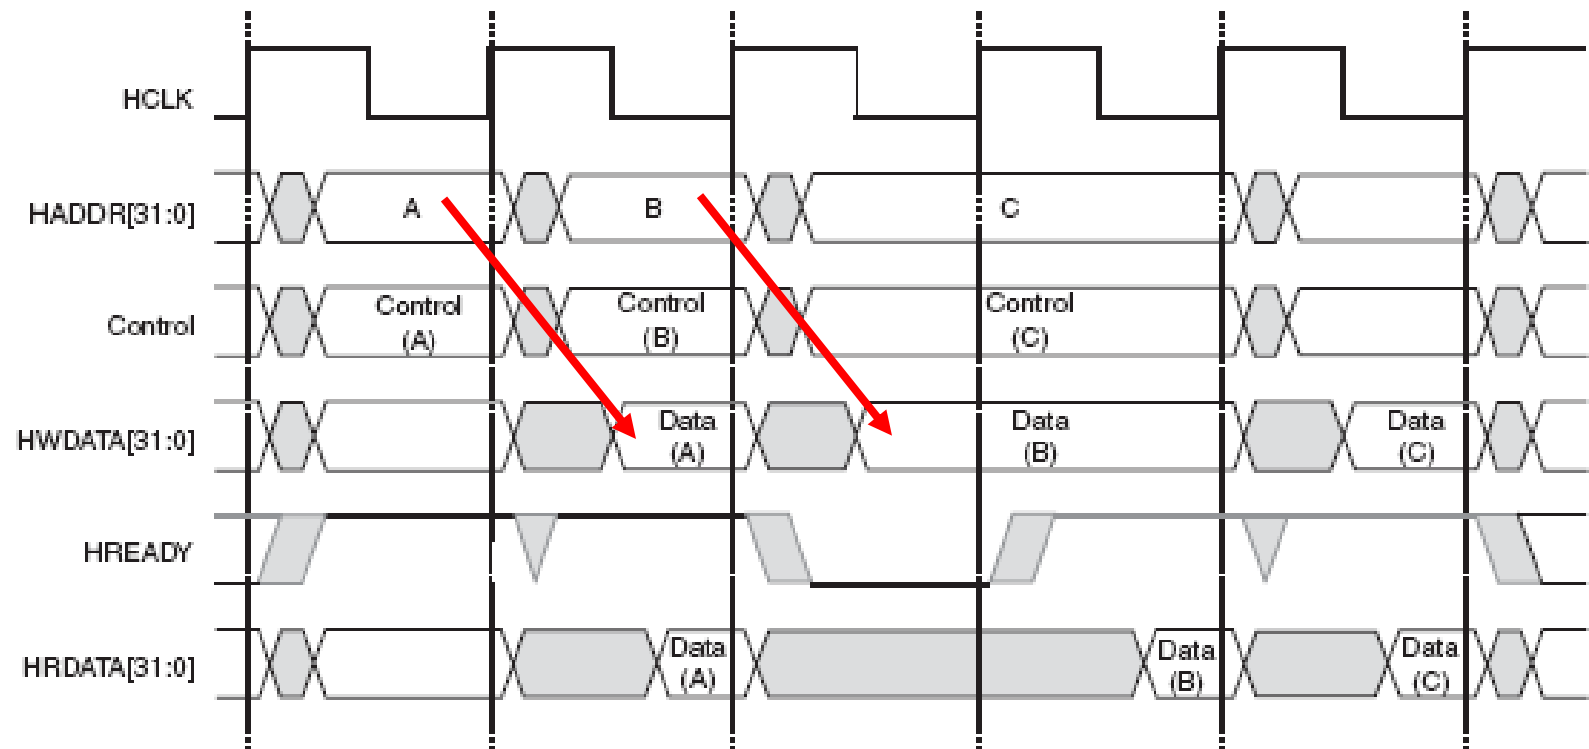 HCLK
HADDR[31:0]
A
B
C
Control
Control
(A)
Control
(B)
Control
(C)
HWDATA[31:0]
Data
(A)
Data
(B)
Data
(C)
HREADY
HRDATA[31:0]
Data
(A)
Data
(B)
Data
(C)